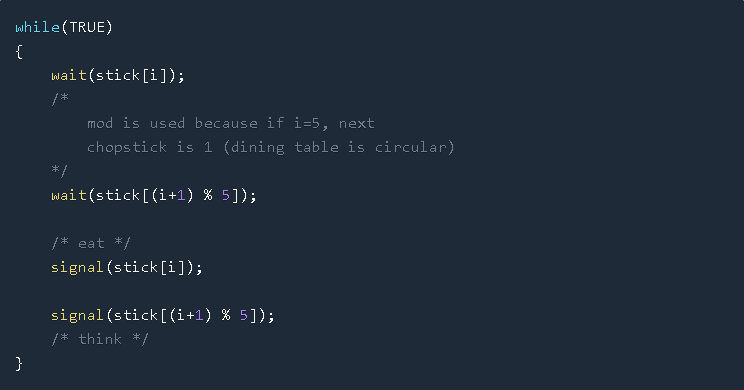 while(TRUE)
{
    wait(stick[i]);
    /*
        mod is used because if i=5, next
        chopstick is 1 (dining table is circular)
    */
    wait(stick[(i+1) % 5]);

    /* eat */
    signal(stick[i]);

    signal(stick[(i+1) % 5]);
    /* think */
}